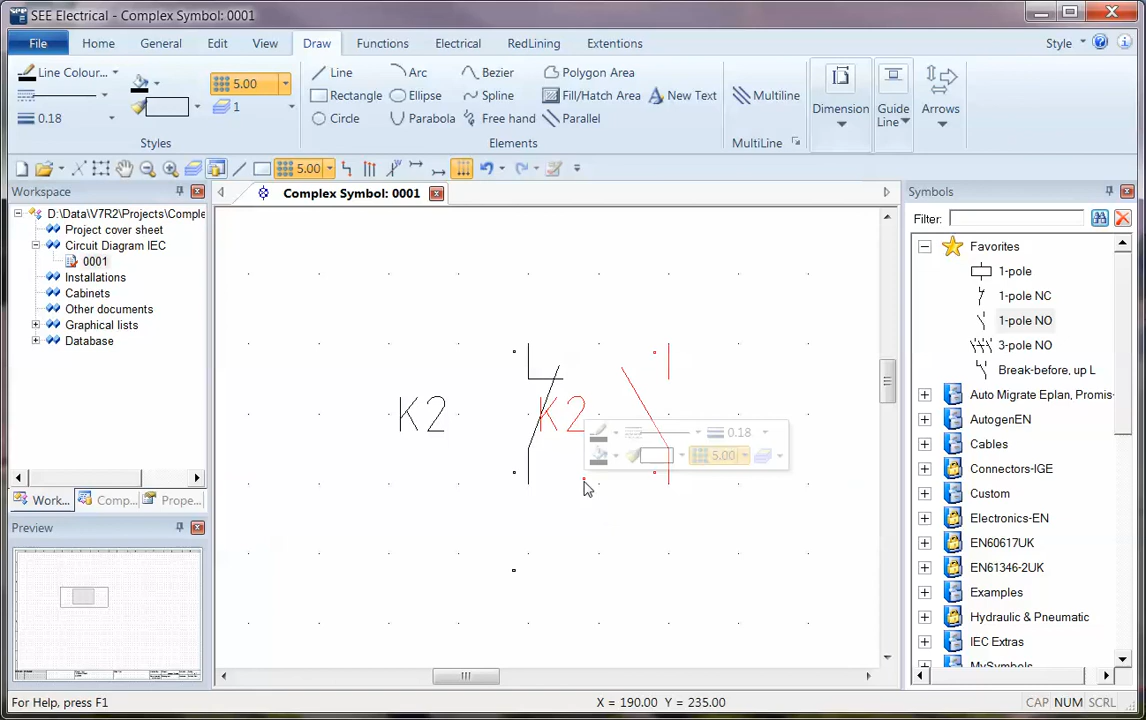 SEE Electrical - Complex Symbol: 0001
File Home General Edit View Draw Functions Electrical RedLining Extentions Style
Line Colour...
5.00
1
0.18
Styles
Line Arc Bezier Polygon Area
Rectangle Ellipse Spline Fill/Hatch Area New Text
Circle Parabola Free hand Parallel
Elements
Multiline
MultiLine
Dimension
Guide Line
Arrows
5.00
Workspace
D:\Data\V7R2\Projects\Comple
Project cover sheet
Circuit Diagram IEC
0001
Installations
Cabinets
Other documents
Graphical lists
Database
Work... Comp... Prope...
Preview
Complex Symbol: 0001
K2 K2
0.18
5.00
Symbols
Filter:
Favorites
1-pole
1-pole NC
1-pole NO
3-pole NO
Break-before, up L
Auto Migrate Eplan, Promis
AutogenEN
Cables
Connectors-IGE
Custom
Electronics-EN
EN60617UK
EN61346-2UK
Examples
Hydraulic & Pneumatic
IEC Extras
MySymbols
For Help, press F1
X = 190.00 Y = 235.00
CAP NUM SCRL